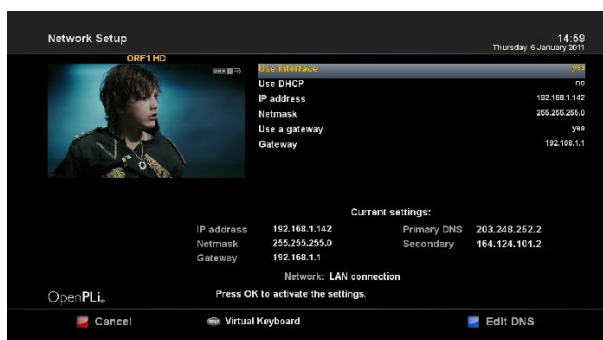 Network Setup
14:59
Thursday 6 January 2011
ORF1 HD
Use Interface yes
Use DHCP no
IP address 192.168.1.142
Netmask 255.255.255.0
Use a gateway yes
Gateway 192.168.1.1
Current settings:
IP address 192.168.1.142 Primary DNS 203.248.252.2
Netmask 255.255.255.0 Secondary 164.124.101.2
Gateway 192.168.1.1
Network: LAN connection
OpenPLi. Press OK to activate the settings.
Cancel Virtual Keyboard Edit DNS